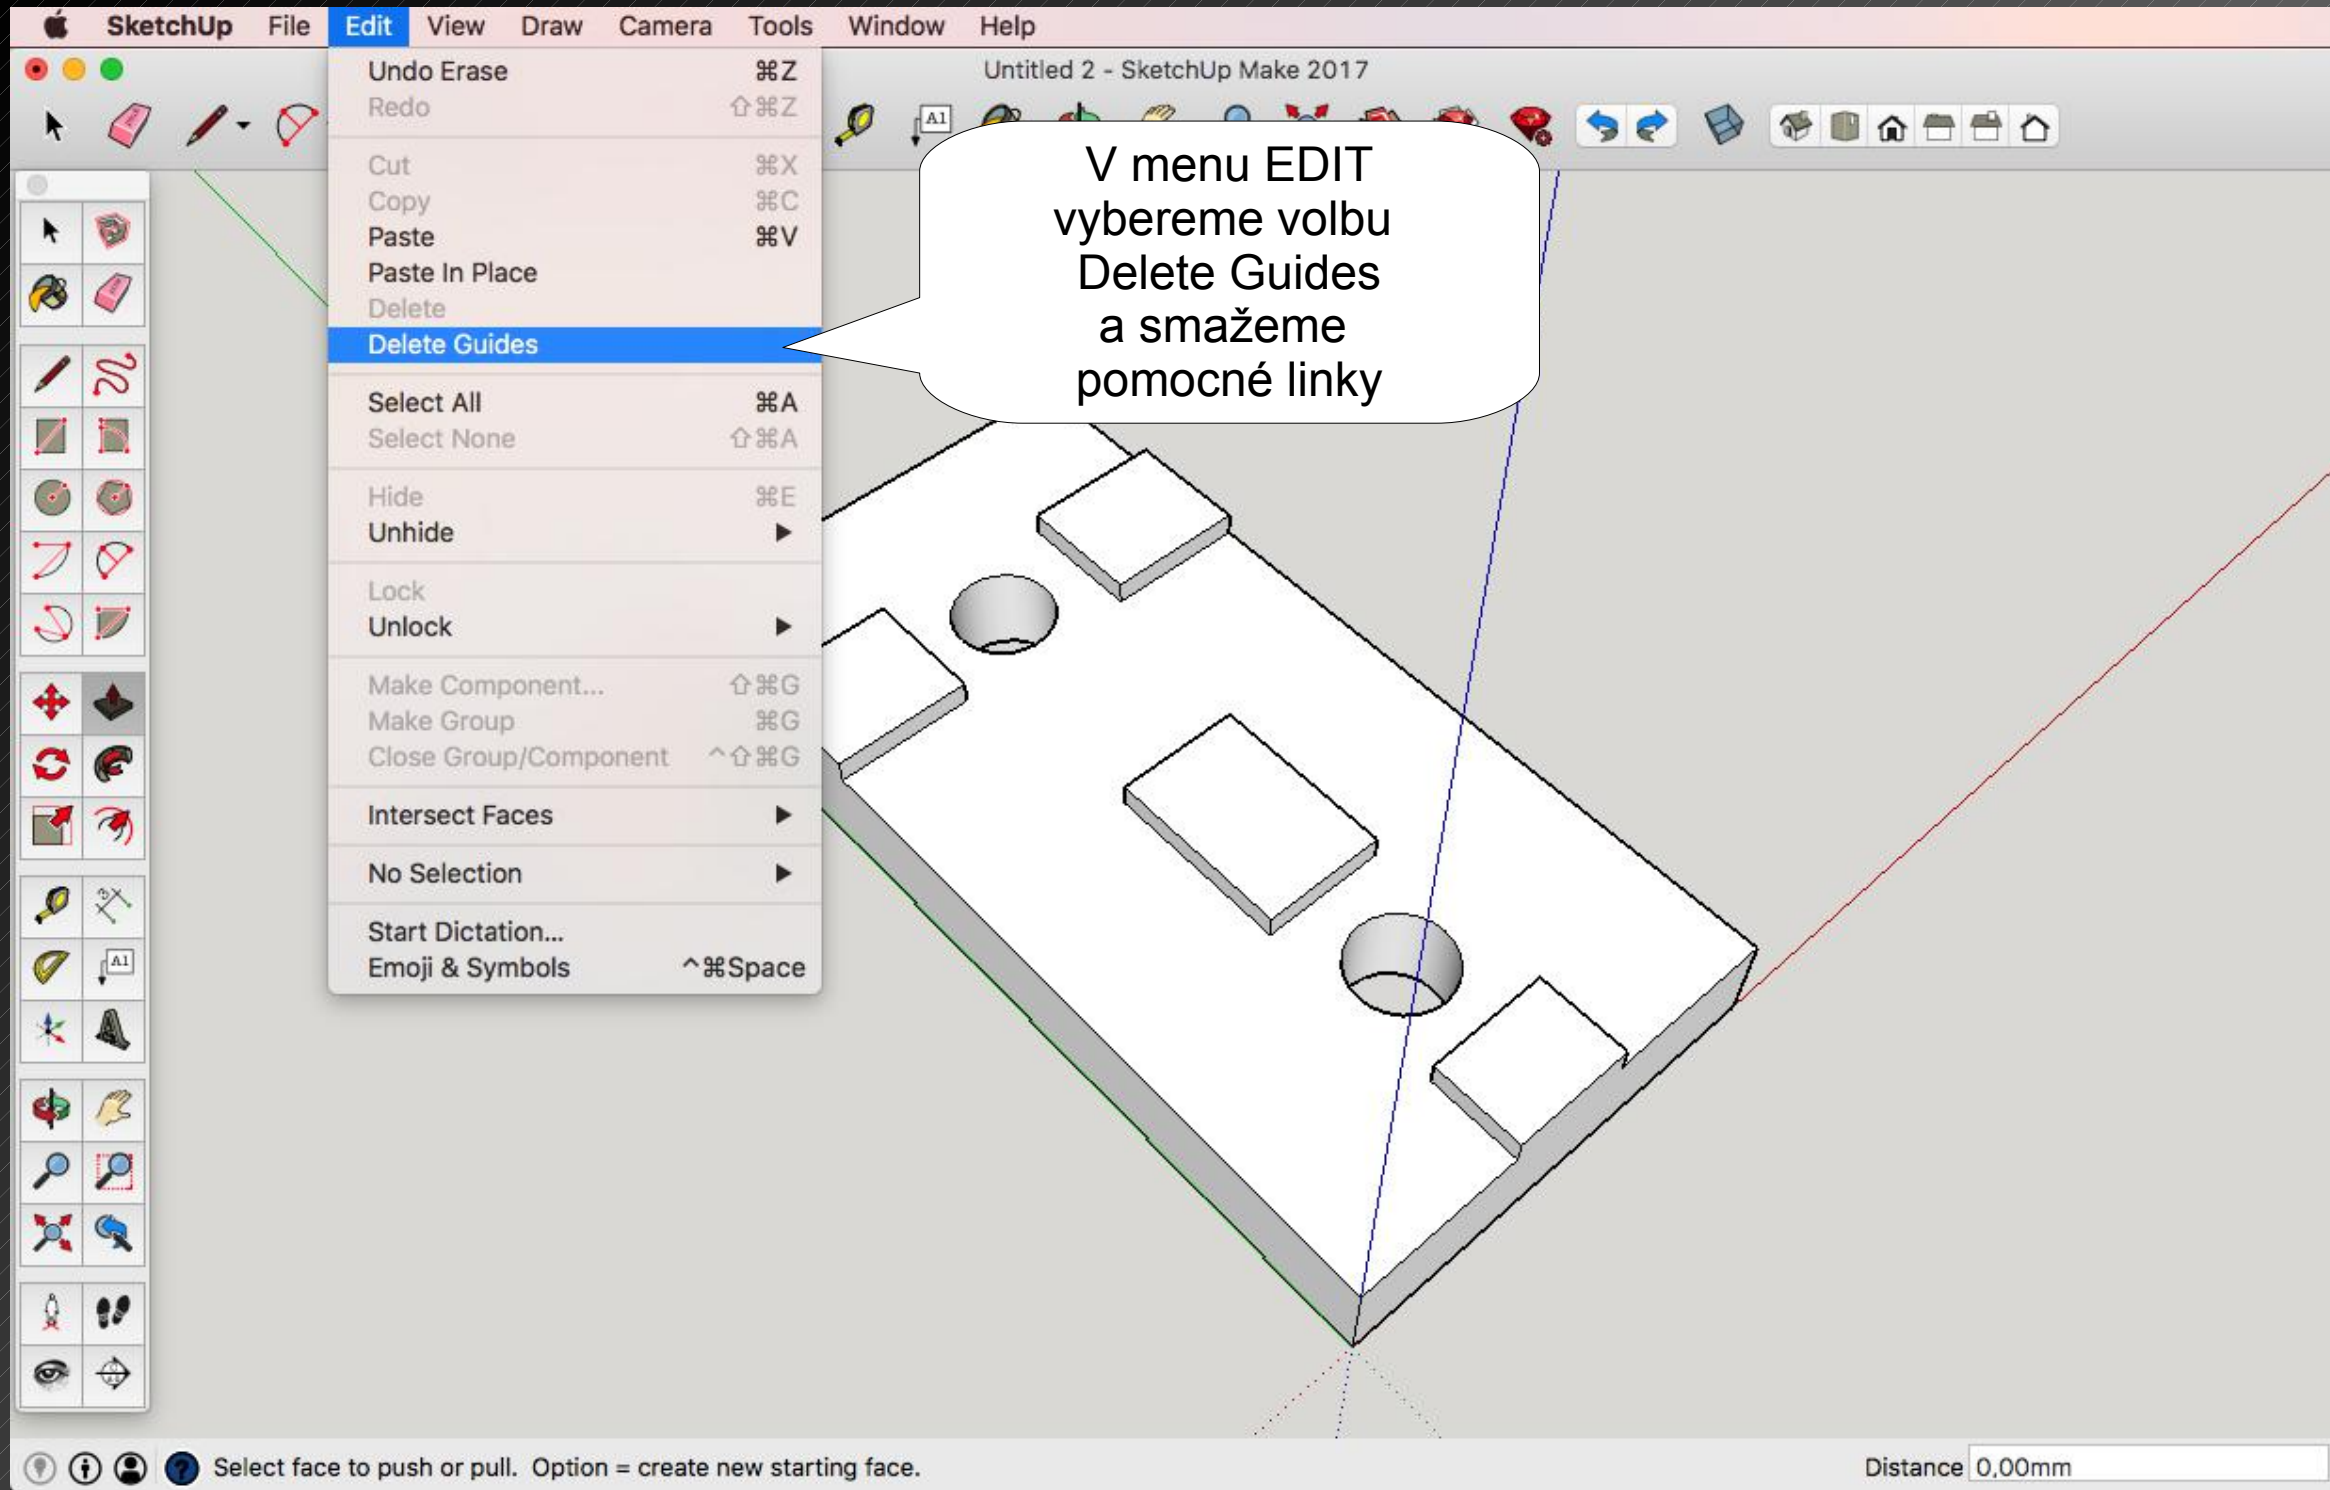 SketchUp File Edit View Draw Camera Tools Window Help
Untitled 2 - SketchUp Make 2017
Undo Erase ⌘Z
Redo ⇧⌘Z
Cut ⌘X
Copy ⌘C
Paste ⌘V
Paste In Place
Delete
Delete Guides
Select All ⌘A
Select None ⇧⌘A
Hide ⌘E
Unhide ▶
Lock
Unlock ▶
Make Component... ⇧⌘G
Make Group ⌘G
Close Group/Component ^⇧⌘G
Intersect Faces ▶
No Selection ▶
Start Dictation...
Emoji & Symbols ^⌘Space
A1
V menu EDIT
vybereme volbu
Delete Guides
a smažeme
pomocné linky
A1
Select face to push or pull. Option = create new starting face.
Distance 0,00mm